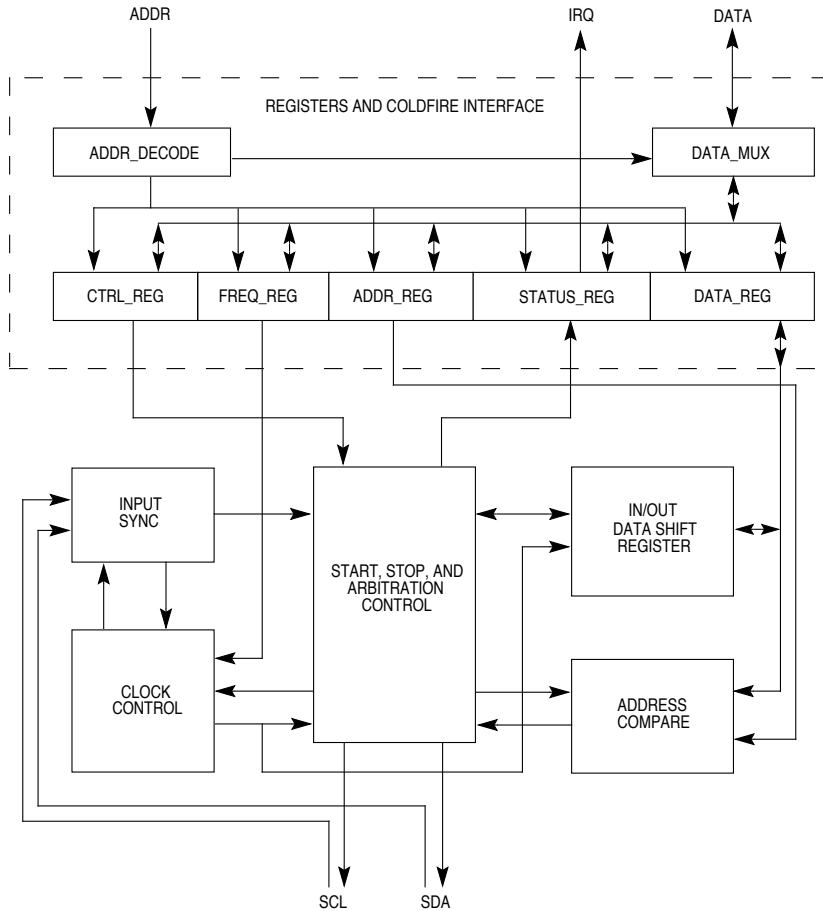 ADDR
IRQ
DATA
REGISTERS AND COLDFIRE INTERFACE
ADDR_DECODE
DATA_MUX
CTRL_REG
FREQ_REG
ADDR_REG
STATUS_REG
DATA_REG
INPUT
SYNC
IN/OUT
DATA SHIFT
REGISTER
START, STOP, AND
ARBITRATION
CONTROL
CLOCK
CONTROL
ADDRESS
COMPARE
SCL
SDA